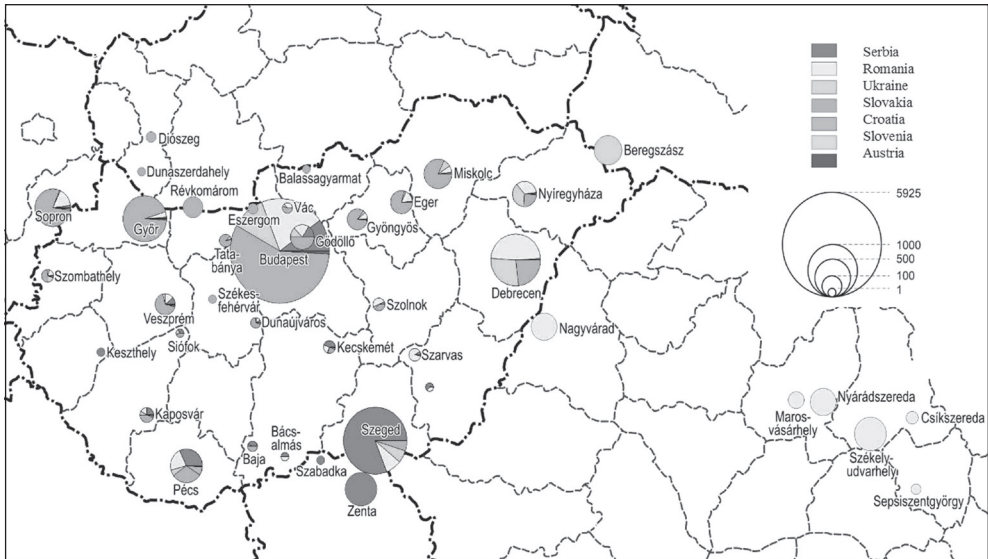 Serbia
Romania
Ukraine
Slovakia
Croatia
Slovenia
Austria
5925
1000
500
100
1
Diószeg
Dunaszerdahely
Révkomárom
Balassagyarmat
Miskolc
Beregszász
Nyíregyháza
Sopron
Győr
Eszergom
Vác
Eger
Gyöngyös
Gödöllő
Tata-
bánya
Budapest
Debrecen
Szombathely
Székes-
fehérvár
Veszprém
Siófok
Dunaújváros
Szolnok
Nagyvárad
Keszthely
Kecskemét
Szarvas
Kaposvár
Pécs
Baja
Bács-
almás
Szabadka
Szeged
Zenta
Maros-
vásárhely
Nyárádszereda
Csíkszereda
Székely-
udvarhely
Sepsiszentgyörgy